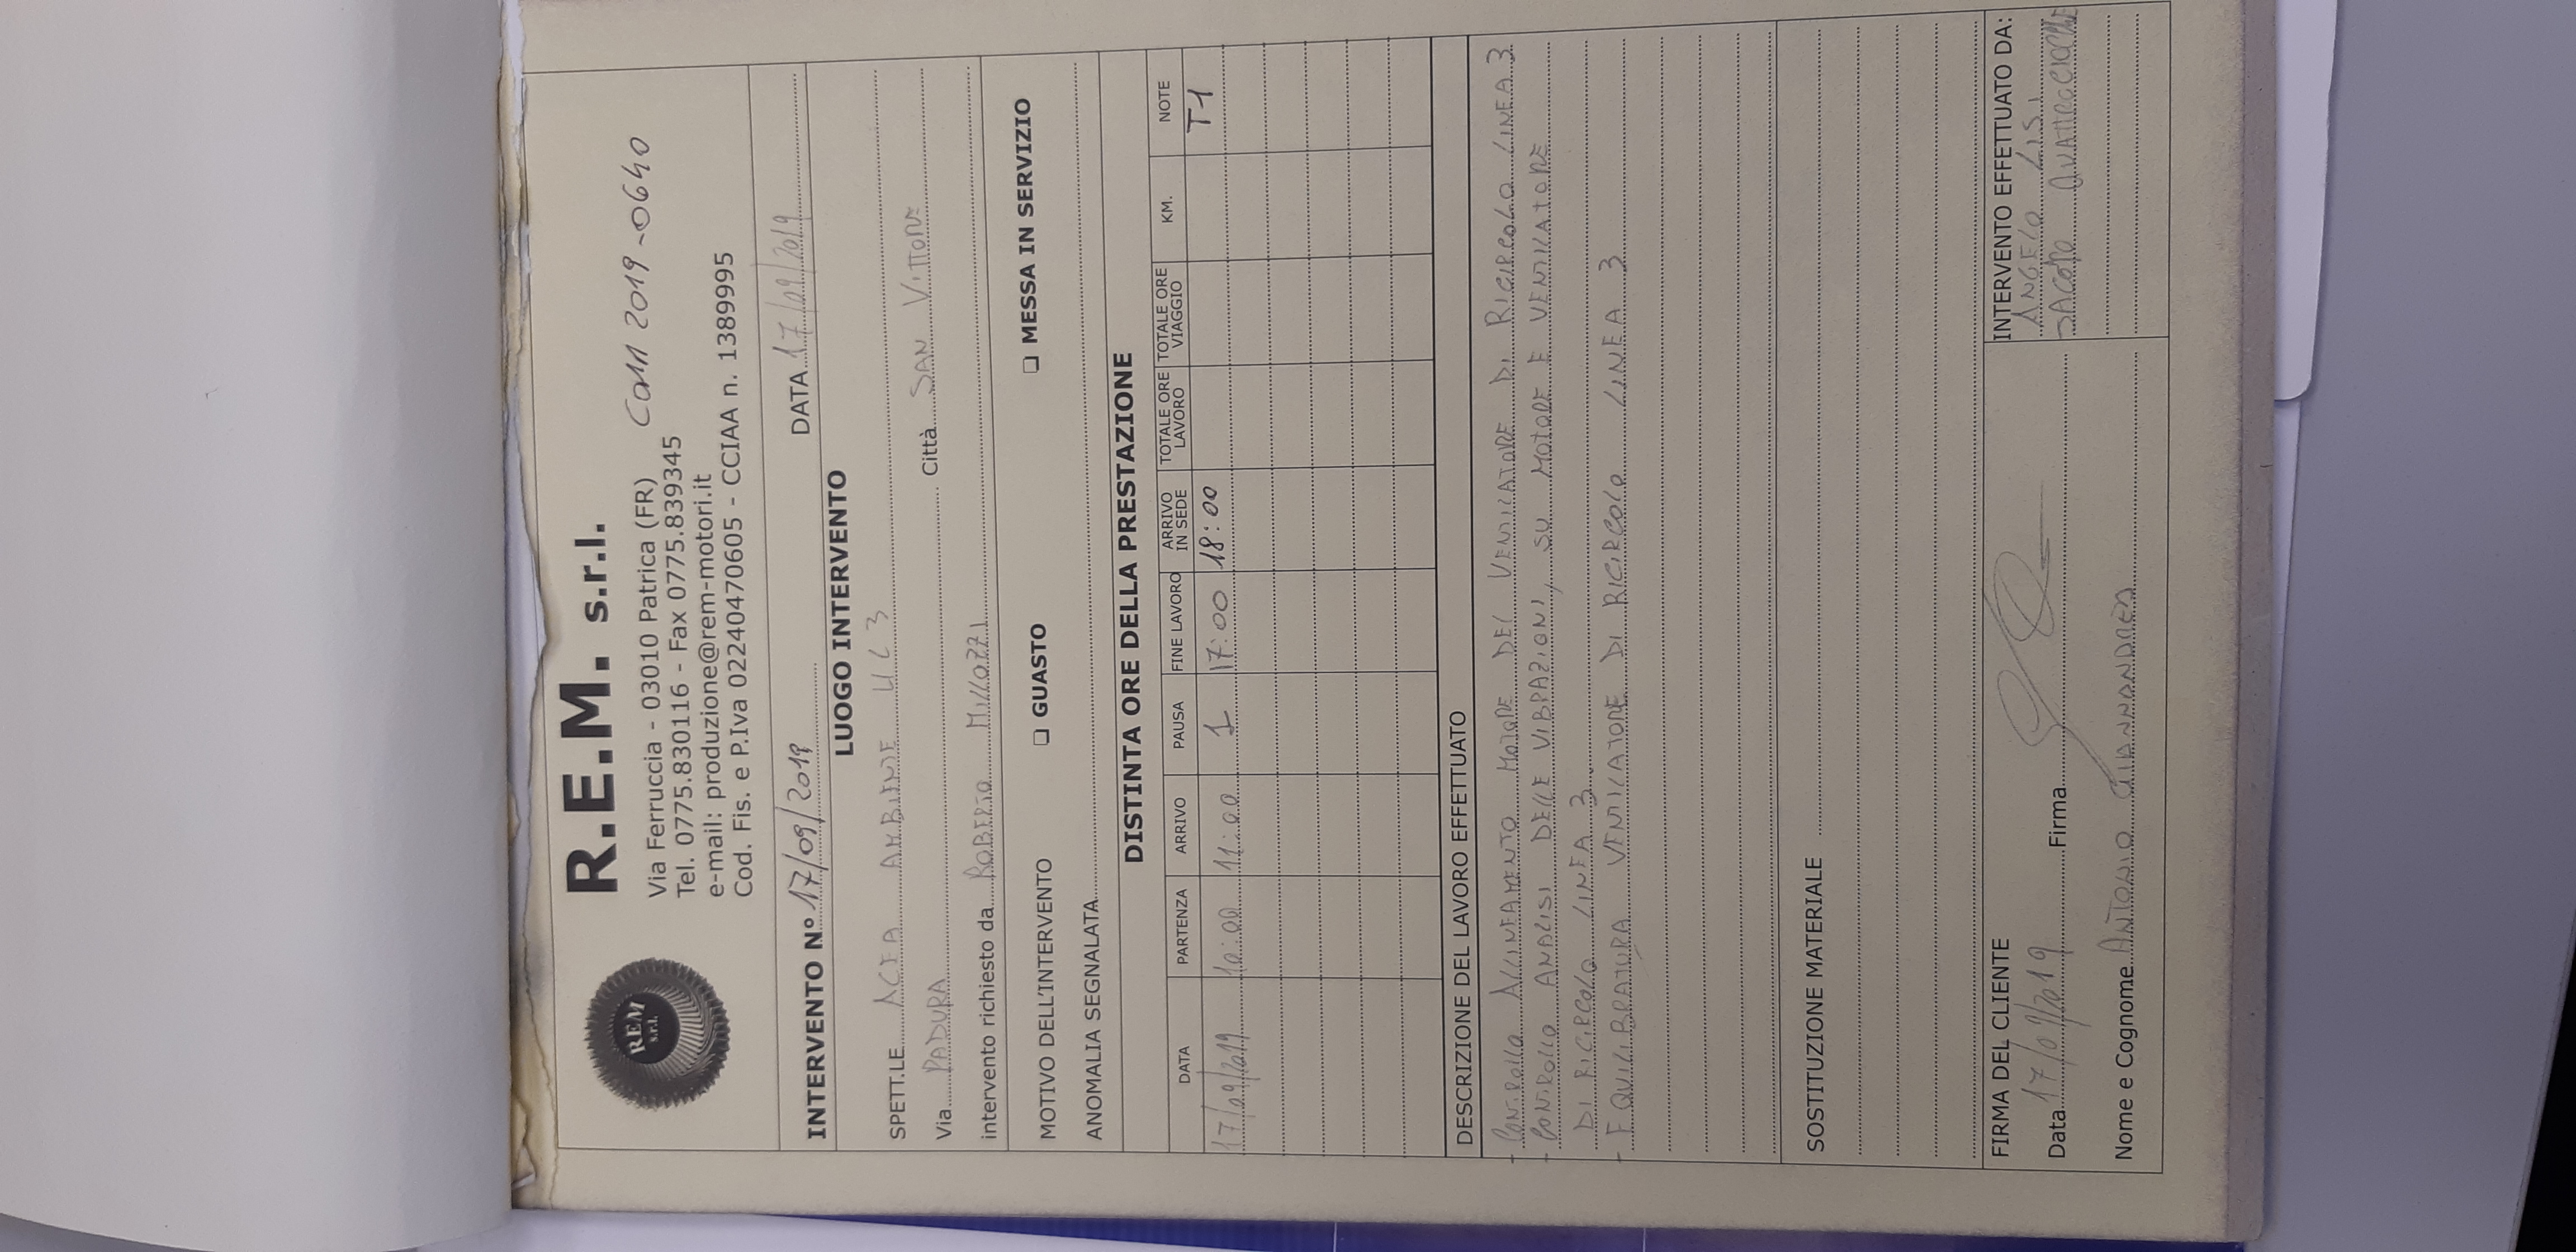 REM
s.r.l.
R.E.M. s.r.l.
Via Ferruccia - 03010 Patrica (FR)
Tel. 0775.830116 - Fax 0775.839345
e-mail: produzione@rem-motori.it
Cod. Fis. e P.Iva 02240470605 - CCIAA n. 1389995
Com 2019-0640
INTERVENTO N° 17/09/2019 DATA 17/09/2019
LUOGO INTERVENTO
SPETT.LE ACEA AMBIENTE UL3
Via PADURA Città SAN VITTORE
intervento richiesto da ROBERTO MILLOZZI
MOTIVO DELL'INTERVENTO ❏ GUASTO ❏ MESSA IN SERVIZIO
ANOMALIA SEGNALATA
DISTINTA ORE DELLA PRESTAZIONE
DATA PARTENZA ARRIVO PAUSA FINE LAVORO ARRIVO IN SEDE TOTALE ORE LAVORO TOTALE ORE VIAGGIO KM. NOTE
17/09/2019 10:00 11:00 1 17:00 18:00 T1
DESCRIZIONE DEL LAVORO EFFETTUATO
- CONTROLLO ALLINEAMENTO MOTORE DEL VENTILATORE DI RICIRCOLO LINEA 3
- CONTROLLO ANALISI DELLE VIBRAZIONI, SU MOTORE E VENTILATORE
DI RICIRCOLO LINEA 3.
- EQUILIBRATURA VENTILATORE DI RICIRCOLO LINEA 3
SOSTITUZIONE MATERIALE
FIRMA DEL CLIENTE
Data 17/09/2019 Firma
Nome e Cognome ANTONIO GIANNANDREA
INTERVENTO EFFETTUATO DA:
ANGELO LISI
JACOPO QUATTROCIOCCHI